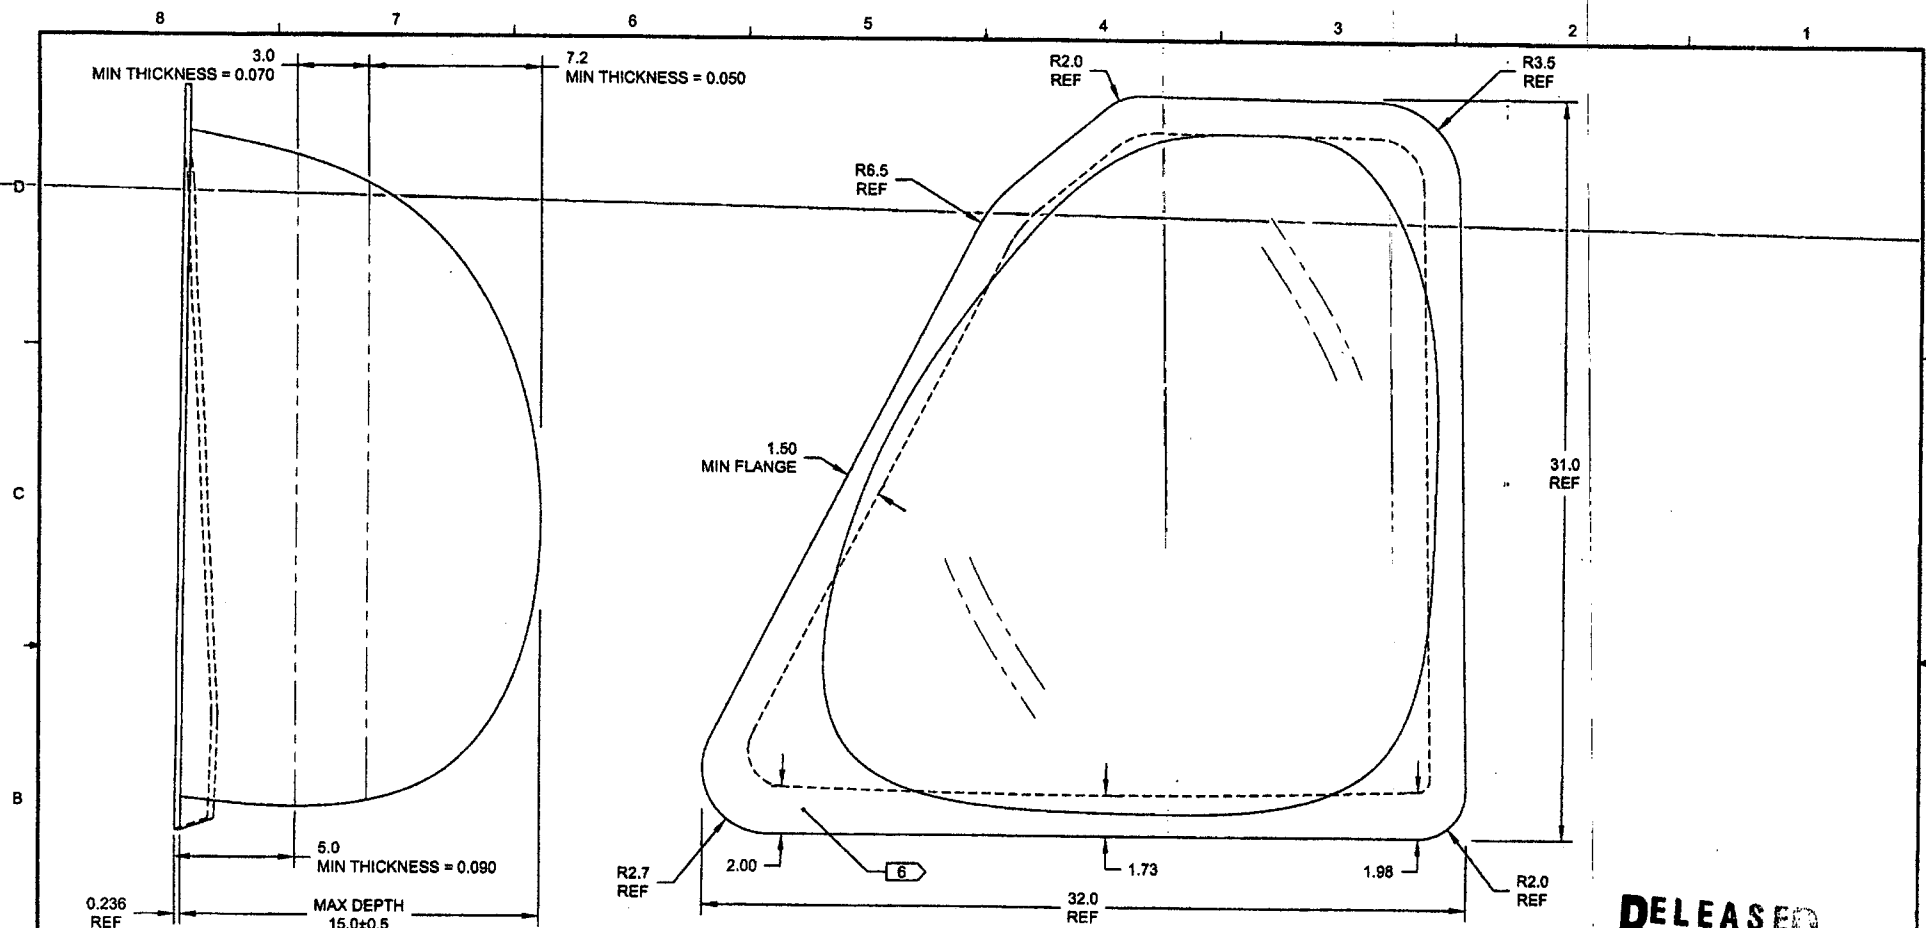 8 7 6 5 4 3 2 1
3.0
MIN THICKNESS = 0.070
7.2
MIN THICKNESS = 0.050
R2.0
REF
R3.5
REF
D
R6.5
REF
1.50
MIN FLANGE
31.0
REF
C
B
5.0
MIN THICKNESS = 0.090
R2.7
REF
2.00
6
1.73
1.98
R2.0
REF
32.0
REF
0.236
REF
MAX DEPTH
15.0±0.5
DELEASED